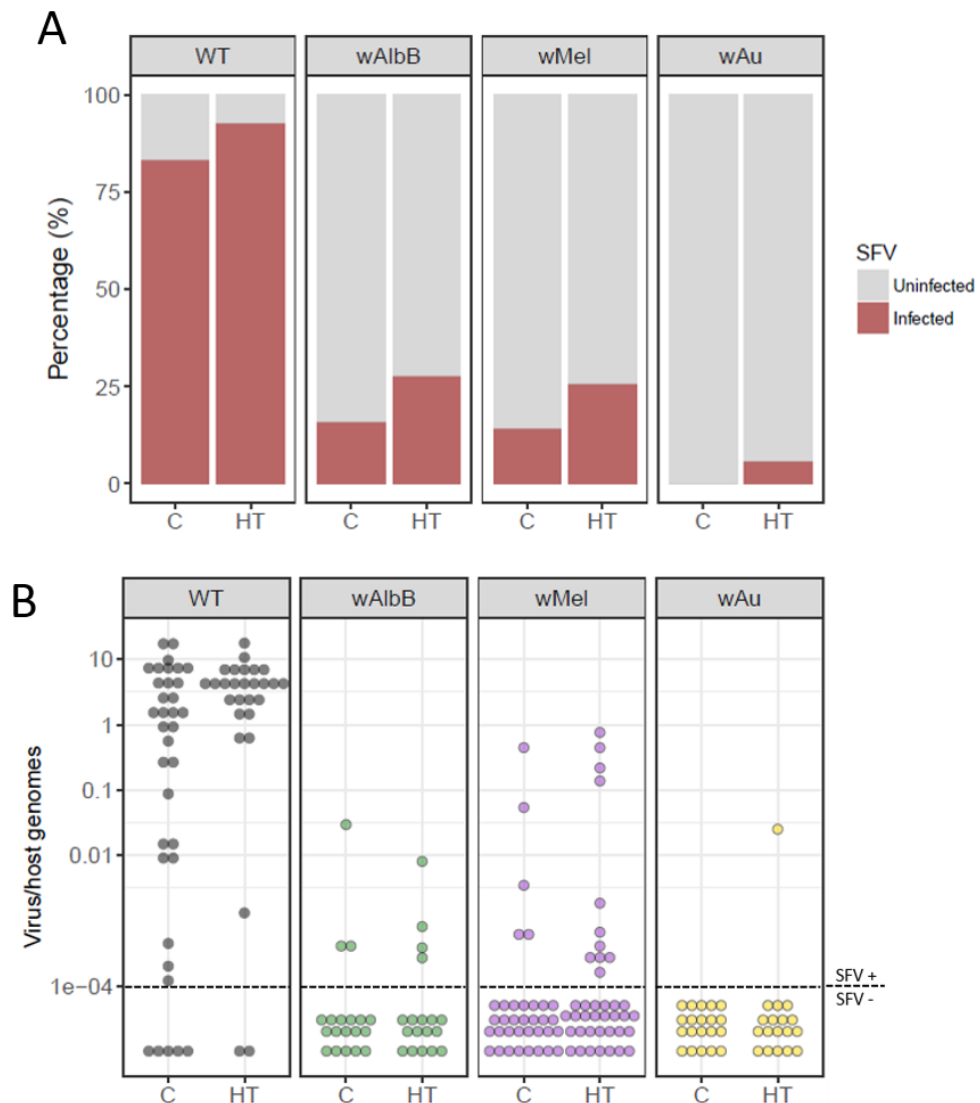 A
WT
wAlbB
wMel
wAu
Percentage (%)
100
75
50
25
0
C
HT
C
HT
C
HT
C
HT
SFV
Uninfected
Infected
B
WT
wAlbB
wMel
wAu
Virus/host genomes
10
1
0.1
0.01
1e−04
SFV +
SFV -
C
HT
C
HT
C
HT
C
HT